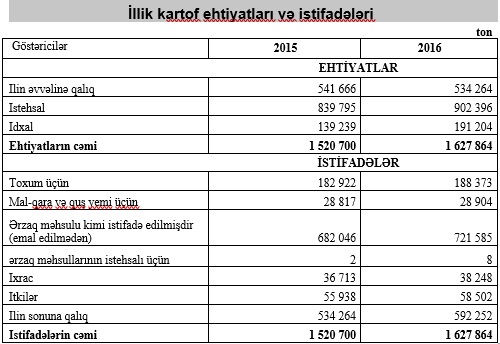 İllik kartof ehtiyatları və istifadələri
ton
Göstəricilər 2015 2016
EHTİYATLAR
Ilin əvvəlinə qalıq 541 666 534 264
Istehsal 839 795 902 396
Idxal 139 239 191 204
Ehtiyatların cəmi 1 520 700 1 627 864
İSTİFADƏLƏR
Toxum üçün 182 922 188 373
Mal-qara və quş yemi üçün 28 817 28 904
Ərzaq məhsulu kimi istifadə edilmişdir
(emal edilmədən) 682 046 721 585
ərzaq məhsullarının istehsalı üçün 2 8
Ixrac 36 713 38 248
Itkilər 55 938 58 502
Ilin sonuna qalıq 534 264 592 252
Istifadələrin cəmi 1 520 700 1 627 864